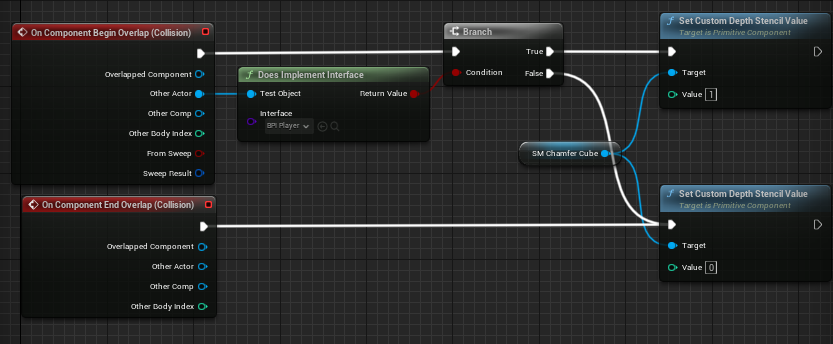 On Component Begin Overlap (Collision)
Overlapped Component
Other Actor
Other Comp
Other Body Index
From Sweep
Sweep Result
f Does Implement Interface
Test Object
Return Value
Interface
BPI Player
Branch
True
Condition
False
f Set Custom Depth Stencil Value
Target is Primitive Component
Target
Value 1
SM Chamfer Cube
On Component End Overlap (Collision)
Overlapped Component
Other Actor
Other Comp
Other Body Index
f Set Custom Depth Stencil Value
Target is Primitive Component
Target
Value 0